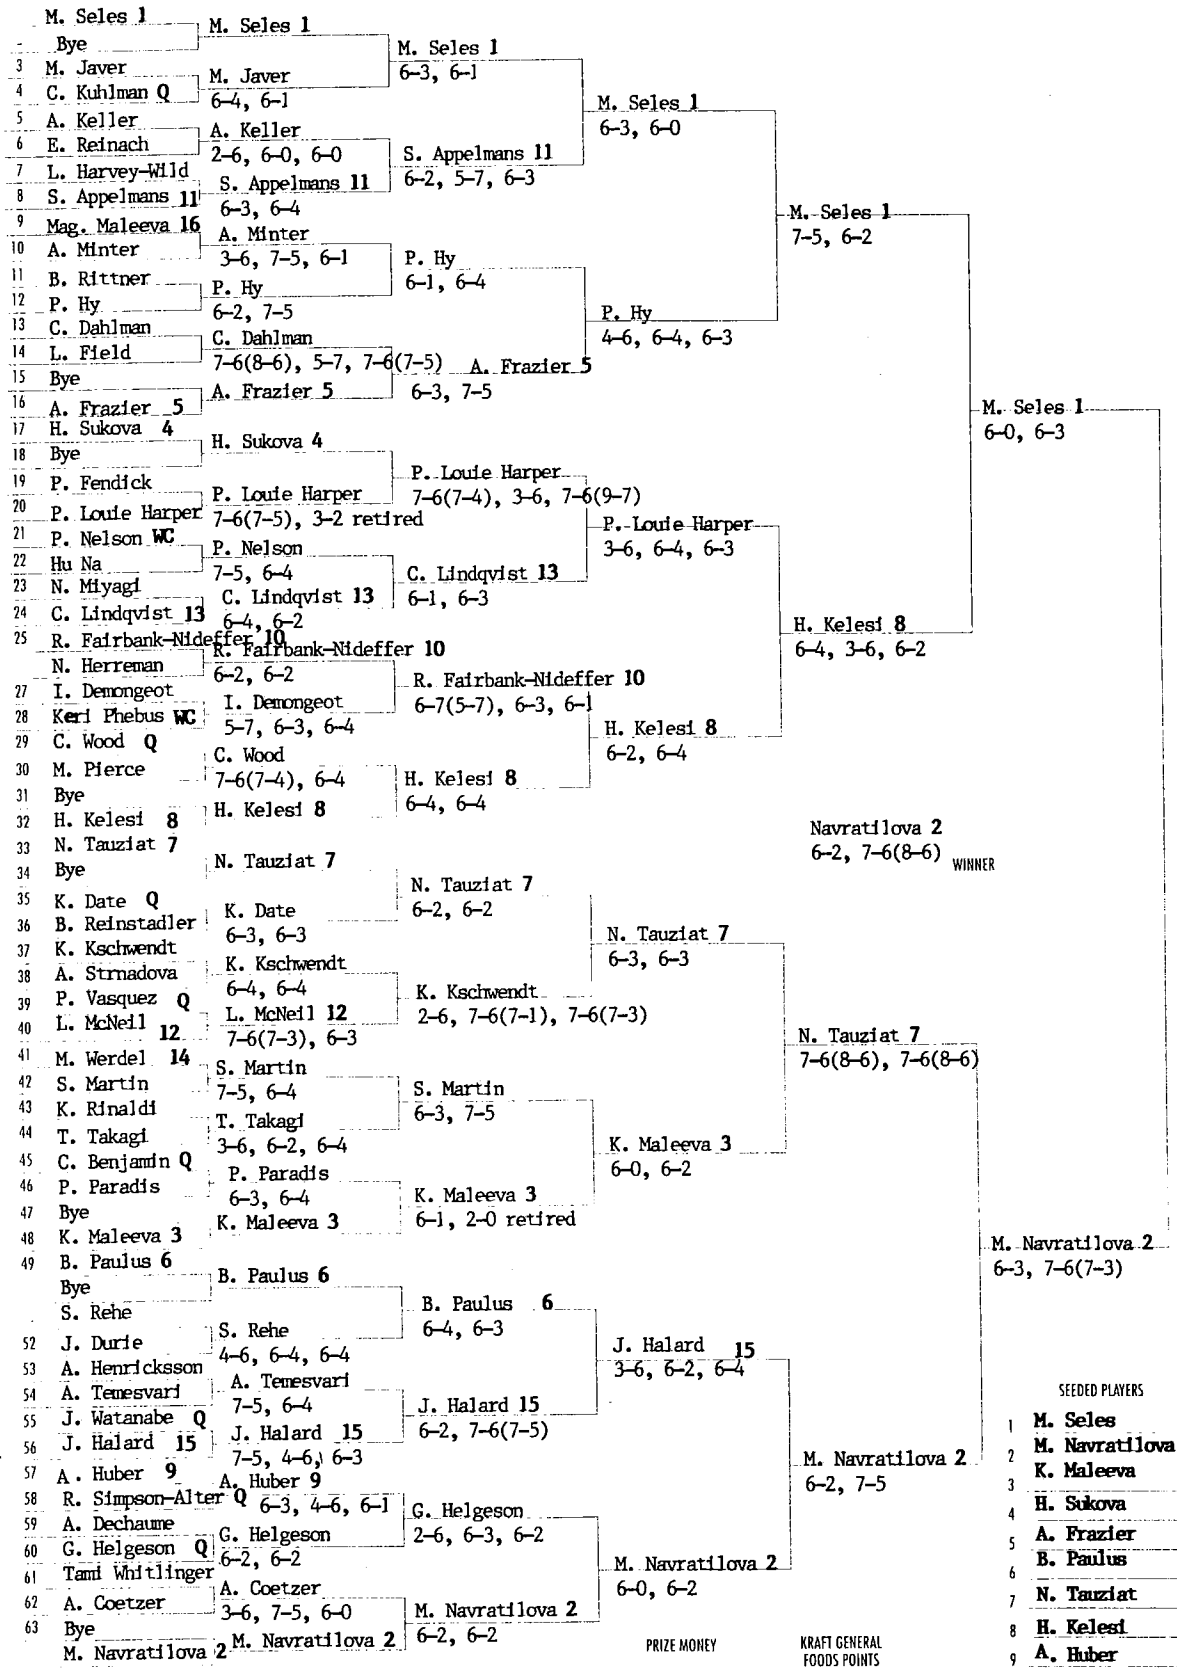 M. Seles 1
- Bye
3 M. Javer
4 C. Kuhlman Q
5 A. Keller
6 E. Reinach
7 L. Harvey-Wild
8 S. Appelmans 11
9 Mag. Maleeva 16
10 A. Minter
11 B. Rittner
12 P. Hy
13 C. Dahlman
14 L. Field
15 Bye
16 A. Frazier 5
17 H. Sukova 4
18 Bye
19 P. Fendick
20 P. Louie Harper
21 P. Nelson WC
22 Hu Na
23 N. Miyagi
24 C. Lindqvist 13
25 R. Fairbank-Nideffer 10
N. Herreman
27 I. Demongeot
28 Keri Phebus WC
29 C. Wood Q
30 M. Pierce
31 Bye
32 H. Kelesi 8
33 N. Tauziat 7
34 Bye
35 K. Date Q
36 B. Reinstadler
37 K. Kschwendt
38 A. Strnadova
39 P. Vasquez Q
40 L. McNeil 12
41 M. Werdel 14
42 S. Martin
43 K. Rinaldi
44 T. Takagi
45 C. Benjamin Q
46 P. Paradis
47 Bye
48 K. Maleeva 3
49 B. Paulus 6
Bye
S. Rehe
52 J. Durie
53 A. Henricksson
54 A. Temesvari
55 J. Watanabe Q
56 J. Halard 15
57 A. Huber 9
58 R. Simpson-Alter Q
59 A. Dechaume
60 G. Helgeson Q
61 Tami Whitlinger
62 A. Coetzer
63 Bye
M. Navratilova 2
M. Seles 1
M. Javer
6-4, 6-1
A. Keller
2-6, 6-0, 6-0
S. Appelmans 11
6-3, 6-4
A. Minter
3-6, 7-5, 6-1
P. Hy
6-2, 7-5
C. Dahlman
7-6(8-6), 5-7, 7-6(7-5)
A. Frazier 5
H. Sukova 4
P. Louie Harper
7-6(7-5), 3-2 retired
P. Nelson
7-5, 6-4
C. Lindqvist 13
6-4, 6-2
R. Fairbank-Nideffer 10
6-2, 6-2
I. Demongeot
5-7, 6-3, 6-4
C. Wood
7-6(7-4), 6-4
H. Kelesi 8
N. Tauziat 7
K. Date
6-3, 6-3
K. Kschwendt
6-4, 6-4
L. McNeil 12
7-6(7-3), 6-3
S. Martin
7-5, 6-4
T. Takagi
3-6, 6-2, 6-4
P. Paradis
6-3, 6-4
K. Maleeva 3
B. Paulus 6
S. Rehe
4-6, 6-4, 6-4
A. Temesvari
7-5, 6-4
J. Halard 15
7-5, 4-6, 6-3
A. Huber 9
6-3, 4-6, 6-1
G. Helgeson
6-2, 6-2
A. Coetzer
3-6, 7-5, 6-0
M. Navratilova 2
M. Seles 1
6-3, 6-1
S. Appelmans 11
6-2, 5-7, 6-3
P. Hy
6-1, 6-4
A. Frazier 5
6-3, 7-5
P. Louie Harper
7-6(7-4), 3-6, 7-6(9-7)
C. Lindqvist 13
6-1, 6-3
R. Fairbank-Nideffer 10
6-7(5-7), 6-3, 6-1
H. Kelesi 8
6-4, 6-4
N. Tauziat 7
6-2, 6-2
K. Kschwendt
2-6, 7-6(7-1), 7-6(7-3)
S. Martin
6-3, 7-5
K. Maleeva 3
6-1, 2-0 retired
B. Paulus 6
6-4, 6-3
J. Halard 15
6-2, 7-6(7-5)
G. Helgeson
2-6, 6-3, 6-2
M. Navratilova 2
6-2, 6-2
M. Seles 1
6-3, 6-0
P. Hy
4-6, 6-4, 6-3
P. Louie Harper
3-6, 6-4, 6-3
H. Kelesi 8
6-2, 6-4
N. Tauziat 7
6-3, 6-3
K. Maleeva 3
6-0, 6-2
J. Halard 15
3-6, 6-2, 6-4
M. Navratilova 2
6-0, 6-2
M. Seles 1
7-5, 6-2
H. Kelesi 8
6-4, 3-6, 6-2
N. Tauziat 7
7-6(8-6), 7-6(8-6)
M. Navratilova 2
6-2, 7-5
M. Seles 1
6-0, 6-3
M. Navratilova 2
6-3, 7-6(7-3)
Navratilova 2
6-2, 7-6(8-6)
WINNER
PRIZE MONEY
KRAFT GENERAL
FOODS POINTS
SEEDED PLAYERS
1 M. Seles
2 M. Navratilova
3 K. Maleeva
4 H. Sukova
5 A. Frazier
6 B. Paulus
7 N. Tauziat
8 H. Kelesi
9 A. Huber